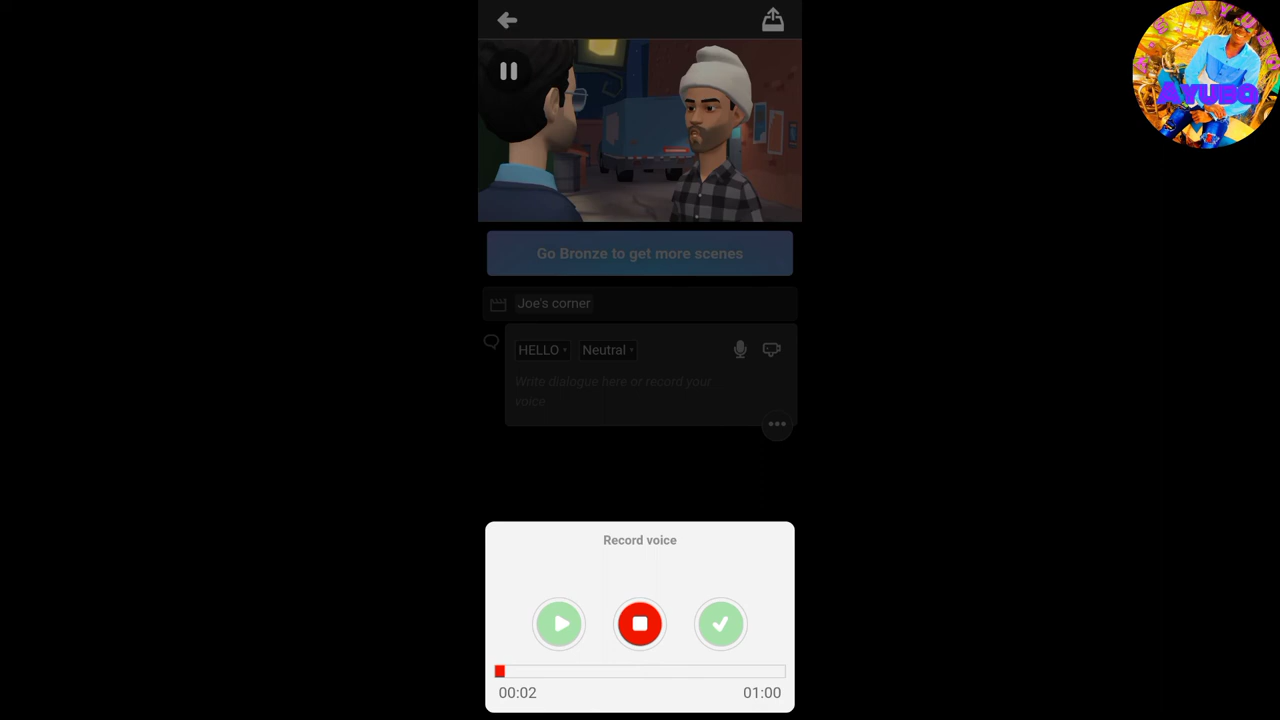 A.S. AYUBO
AYUBO
Go Bronze to get more scenes
Joe's corner
HELLO
Neutral
Write dialogue here or record your
voice
Record voice
00:02
01:00